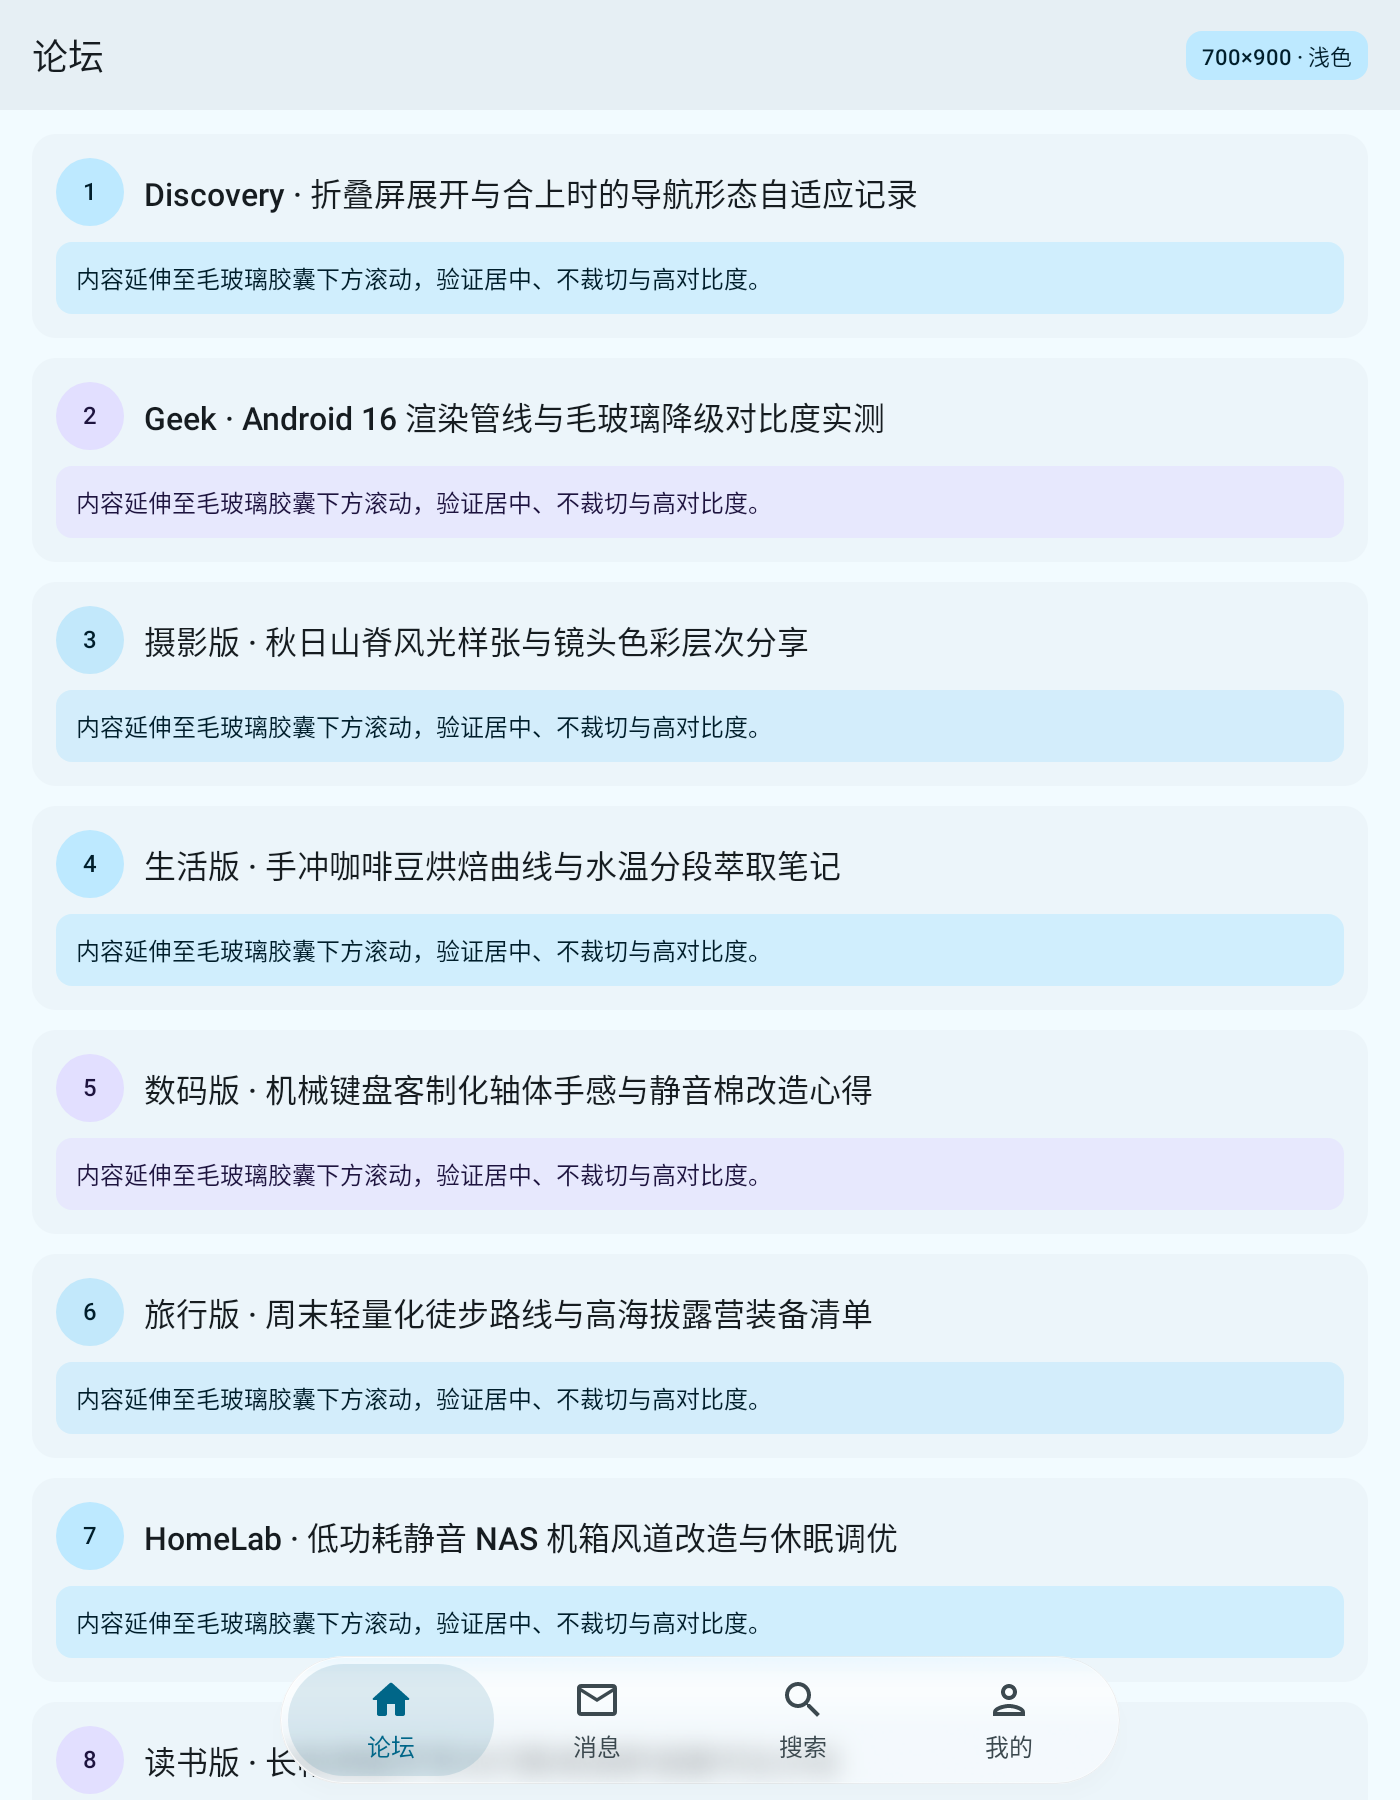 论坛
700×900 · 浅色
1
Discovery · 折叠屏展开与合上时的导航形态自适应记录
内容延伸至毛玻璃胶囊下方滚动，验证居中、不裁切与高对比度。
2
Geek · Android 16 渲染管线与毛玻璃降级对比度实测
内容延伸至毛玻璃胶囊下方滚动，验证居中、不裁切与高对比度。
3
摄影版 · 秋日山脊风光样张与镜头色彩层次分享
内容延伸至毛玻璃胶囊下方滚动，验证居中、不裁切与高对比度。
4
生活版 · 手冲咖啡豆烘焙曲线与水温分段萃取笔记
内容延伸至毛玻璃胶囊下方滚动，验证居中、不裁切与高对比度。
5
数码版 · 机械键盘客制化轴体手感与静音棉改造心得
内容延伸至毛玻璃胶囊下方滚动，验证居中、不裁切与高对比度。
6
旅行版 · 周末轻量化徒步路线与高海拔露营装备清单
内容延伸至毛玻璃胶囊下方滚动，验证居中、不裁切与高对比度。
7
HomeLab · 低功耗静音 NAS 机箱风道改造与休眠调优
内容延伸至毛玻璃胶囊下方滚动，验证居中、不裁切与高对比度。
8
读书版 · 长
论坛
消息
搜索
我的